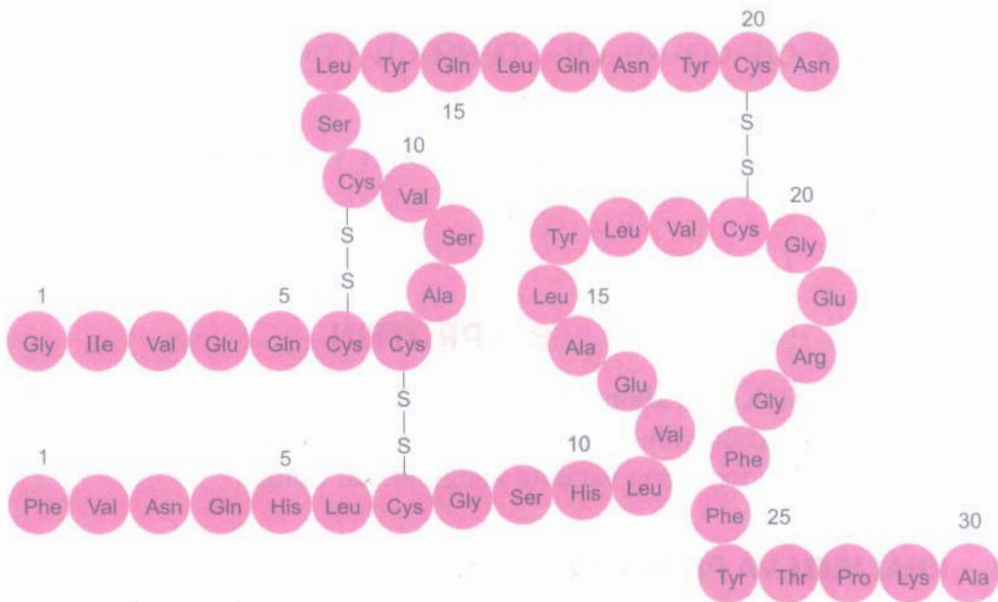 20
Leu Tyr Gln Leu Gln Asn Tyr Cys Asn
15
Ser
10
Cys Val
S
S
S
S
20
Ser
Tyr Leu Val Cys Gly
Ala
Leu
15
Glu
1
5
Gly IIe Val Glu Gln Cys Cys
Ala
Arg
Glu
Gly
S
S
Val
1
5
10
Phe
Phe Val Asn Gln His Leu Cys Gly Ser His Leu
Phe
25
30
Tyr Thr Pro Lys Ala